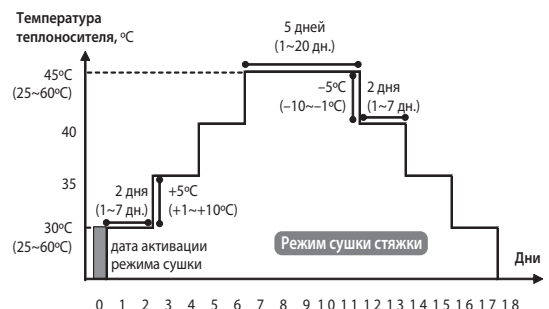 Температура
теплоносителя, ºC
5 дней
(1~20 дн.)
45ºC
(25~60ºC)
–5ºC
(–10~–1ºC)
2 дня
(1~7 дн.)
40
35
2 дня
(1~7 дн.)
+5ºC
(+1~+10ºC)
30ºC
(25~60ºC)
дата активации
режима сушки
Режим сушки стяжки
Дни
0 1 2 3 4 5 6 7 8 9 10 11 12 13 14 15 16 17 18